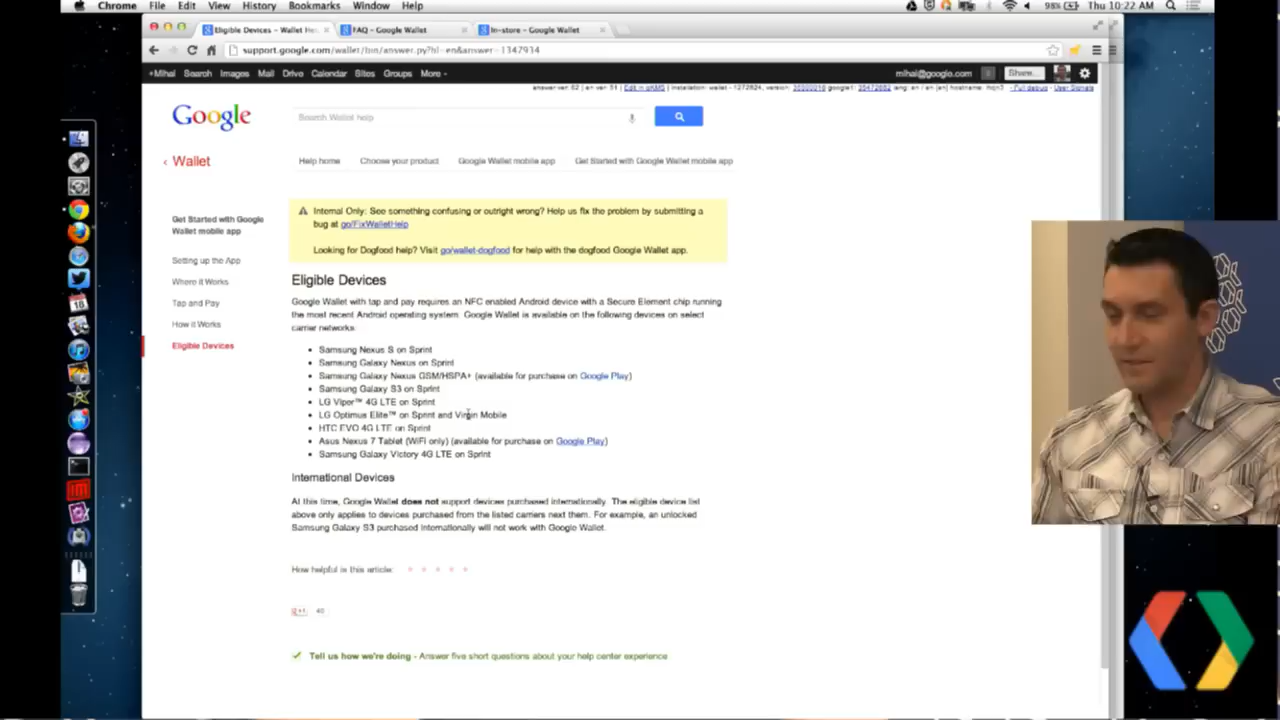 Chrome File Edit View History Bookmarks Window Help
98% Thu 10:22 AM
Eligible Devices – Wallet He
FAQ – Google Wallet
In-store – Google Wallet
+Mihai Search Images Mail Drive Calendar Sites Groups More
mihai@google.com
Share...
Google
Search Wallet help
‹ Wallet
Help home
Choose your product
Google Wallet mobile app
Get Started with Google Wallet mobile app
Get Started with Google
Wallet mobile app
Setting up the App
Where it Works
Tap and Pay
How it Works
Eligible Devices
Internal Only: See something confusing or outright wrong? Help us fix the problem by submitting a
bug at go/FixWalletHelp
Looking for Dogfood help? Visit go/wallet-dogfood for help with the dogfood Google Wallet app.
Eligible Devices
Google Wallet with tap and pay requires an NFC enabled Android device with a Secure Element chip running
the most recent Android operating system. Google Wallet is available on the following devices on select
carrier networks:
• Samsung Nexus S on Sprint
• Samsung Galaxy Nexus on Sprint
• Samsung Galaxy Nexus GSM/HSPA+ (available for purchase on Google Play)
• Samsung Galaxy S3 on Sprint
• LG Viper™ 4G LTE on Sprint
• LG Optimus Elite™ on Sprint and Virgin Mobile
• HTC EVO 4G LTE on Sprint
• Asus Nexus 7 Tablet (WiFi only) (available for purchase on Google Play)
• Samsung Galaxy Victory 4G LTE on Sprint
International Devices
At this time, Google Wallet does not support devices purchased internationally. The eligible device list
above only applies to devices purchased from the listed carriers next them. For example, an unlocked
Samsung Galaxy S3 purchased internationally will not work with Google Wallet.
How helpful is this article:
Tell us how we're doing - Answer five short questions about your help center experience